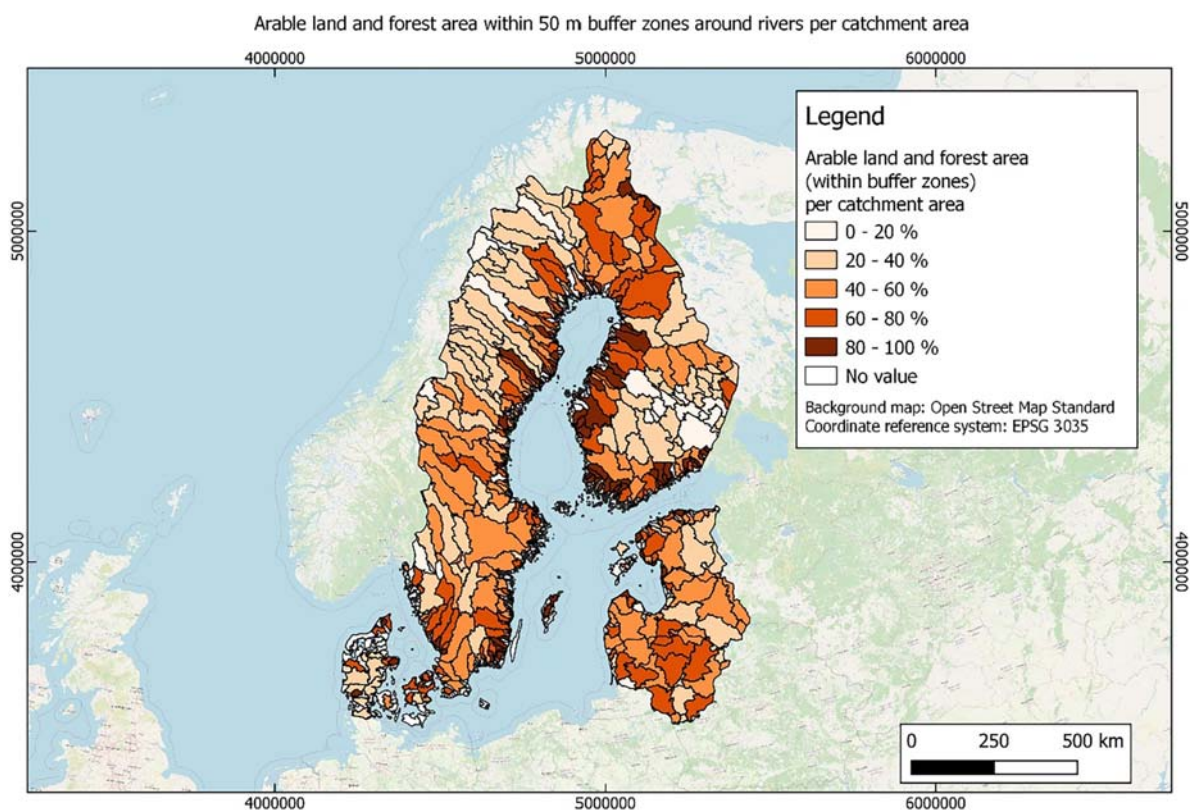 Arable land and forest area within 50 m buffer zones around rivers per catchment area
4000000 5000000 6000000
Legend
Arable land and forest area
(within buffer zones)
per catchment area
0 - 20 %
20 - 40 %
40 - 60 %
60 - 80 %
80 - 100 %
No value
Background map: Open Street Map Standard
Coordinate reference system: EPSG 3035
5000000 5000000
4000000 4000000
0 250 500 km
4000000 5000000 6000000